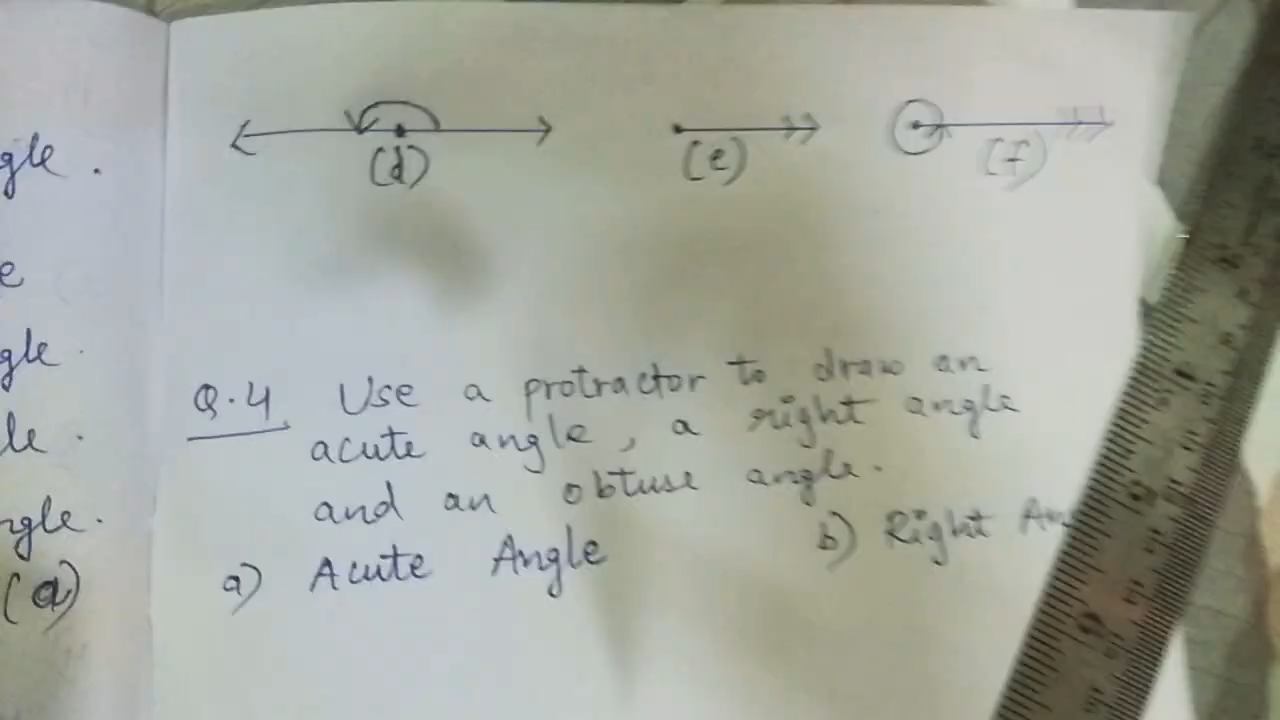 gle.
e
gle.
le.
ngle.
(a)
(d) (e) (f)
Q.4 Use a protractor to draw an
acute angle, a right angle
and an obtuse angle.
a) Acute Angle b) Right